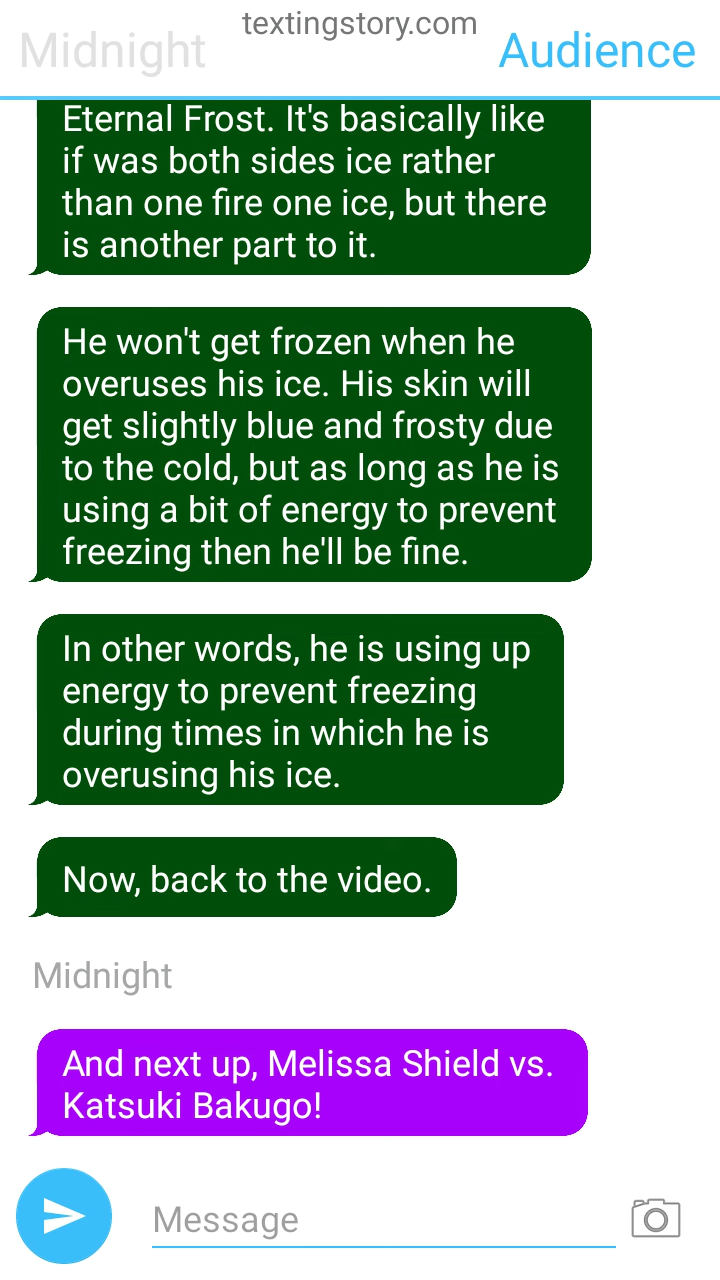 textingstory.com
Midnight
Audience
Eternal Frost. It's basically like
if was both sides ice rather
than one fire one ice, but there
is another part to it.
He won't get frozen when he
overuses his ice. His skin will
get slightly blue and frosty due
to the cold, but as long as he is
using a bit of energy to prevent
freezing then he'll be fine.
In other words, he is using up
energy to prevent freezing
during times in which he is
overusing his ice.
Now, back to the video.
Midnight
And next up, Melissa Shield vs.
Katsuki Bakugo!
Message